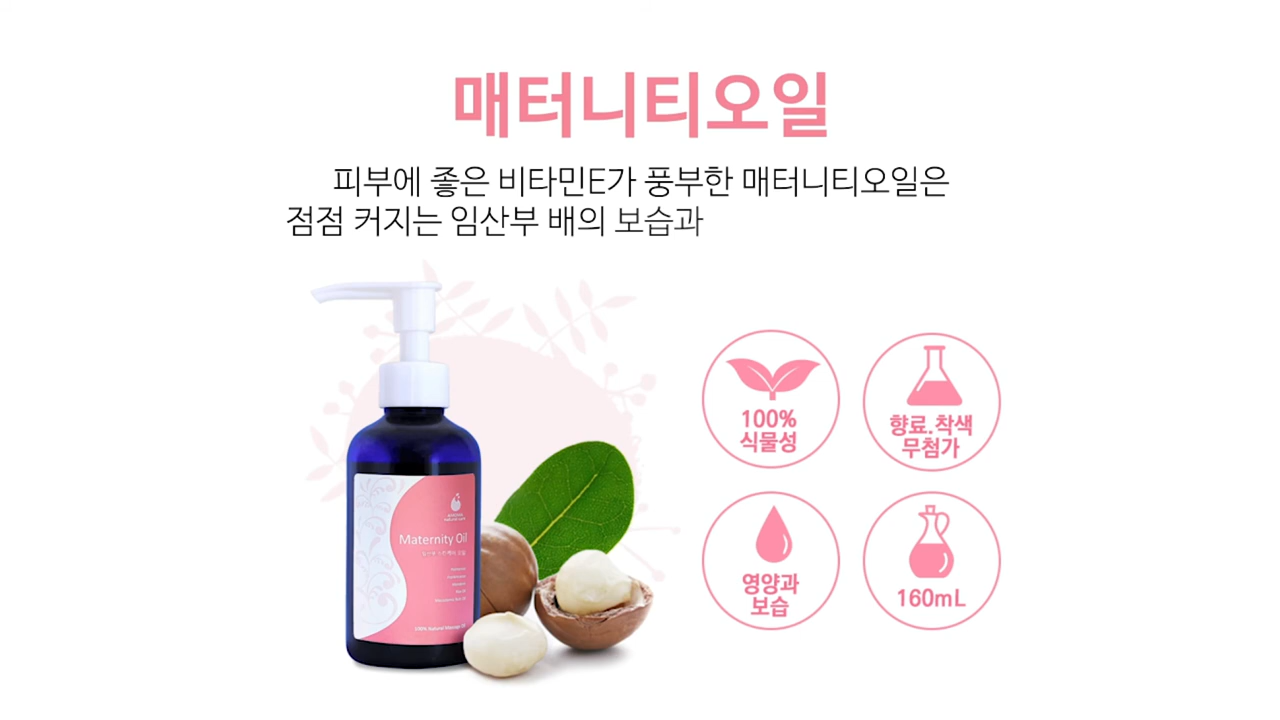 매터니티오일
피부에 좋은 비타민E가 풍부한 매터니티오일은
점점 커지는 임산부 배의 보습과
100%
식물성
향료.착색
무첨가
영양과
보습
160mL
natural care
Maternity Oil
100% Natural Massage Oil